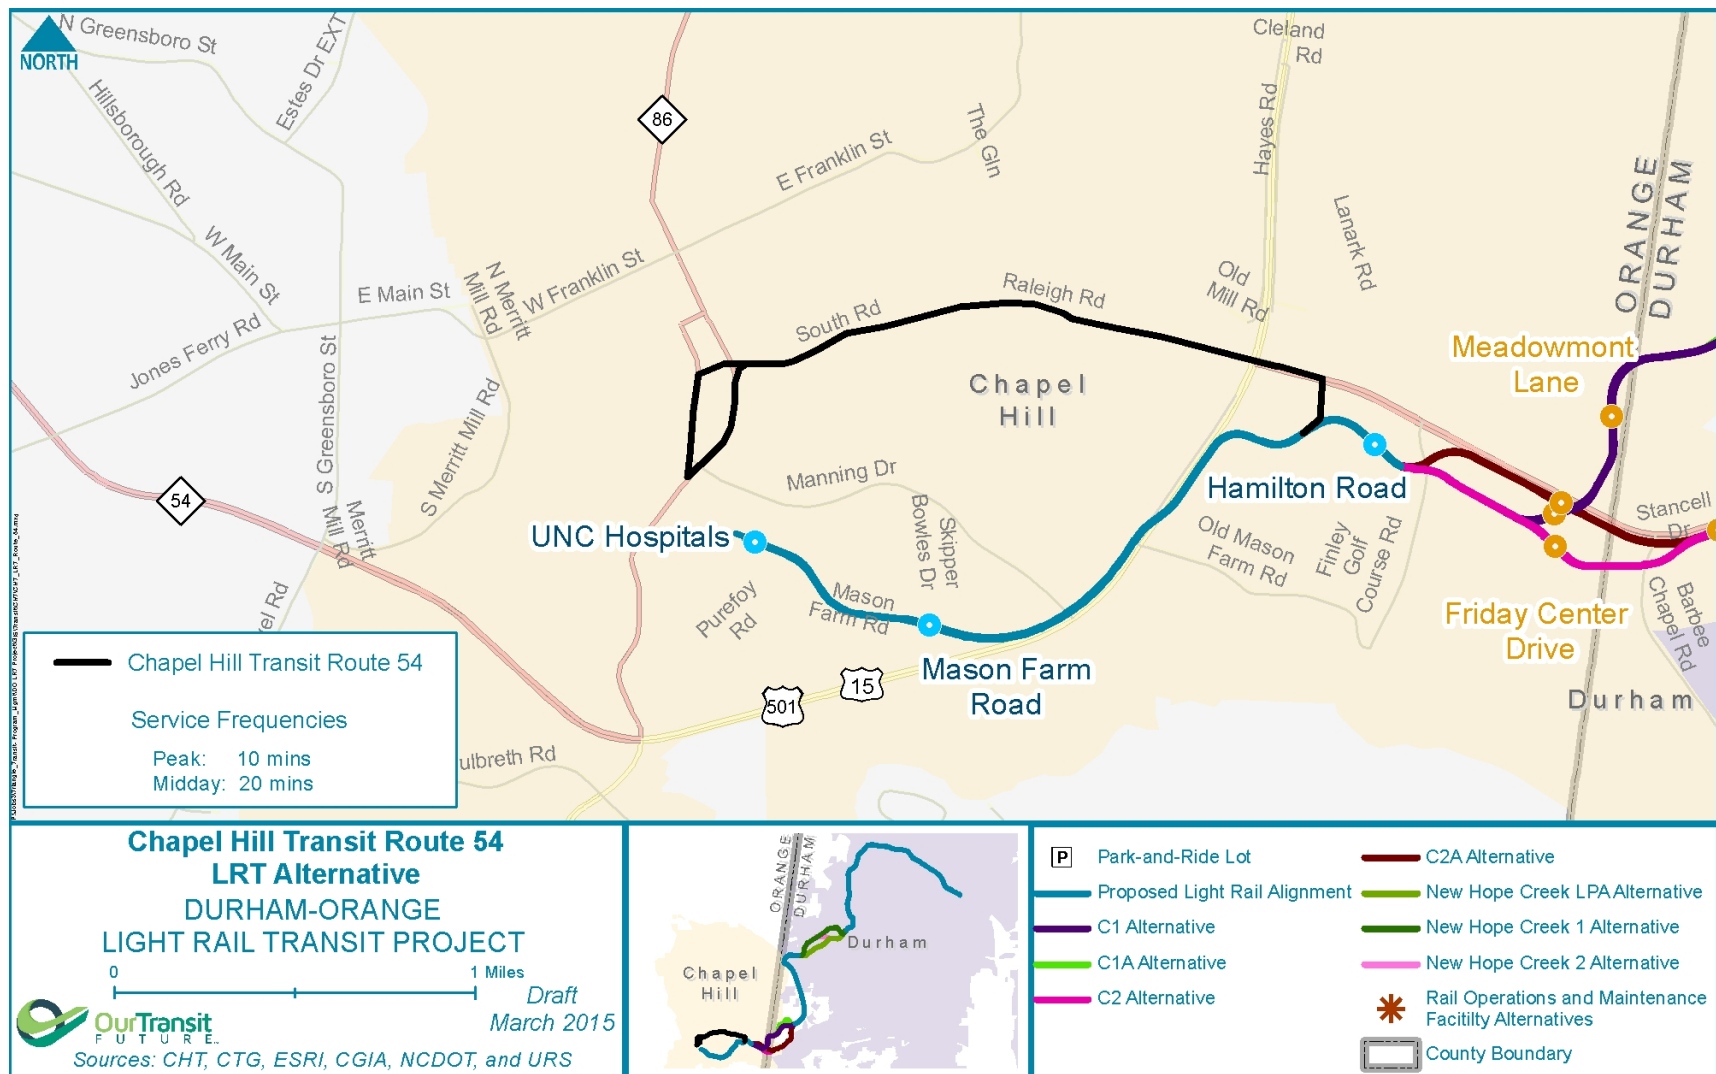 N Greensboro St
NORTH
Estes Dr EXT
Hillsborough Rd
86
E Franklin St
The Gln
Cleland
Rd
Hayes Rd
Lanark Rd
ORANGE
DURHAM
W Main St
E Main St
N Merritt
Mill Rd
W Franklin St
Jones Ferry Rd
S Greensboro St
S Merritt Mill Rd
South Rd
Raleigh Rd
Old
Mill Rd
Meadowmont
Lane
Chapel
Hill
54
Merritt
Mill Rd
Manning Dr
Skipper
Bowles Dr
Hamilton Road
Stancell
Dr
UNC Hospitals
Old Mason
Farm Rd
Finley
Golf
Course Rd
Purefoy
Rd
Mason
Farm Rd
Friday Center
Drive
Barbee
Chapel Rd
Mason Farm
Road
15
501
Durham
vel Rd
ulbreth Rd
Chapel Hill Transit Route 54
Service Frequencies
Peak: 10 mins
Midday: 20 mins
Chapel Hill Transit Route 54
LRT Alternative
DURHAM-ORANGE
LIGHT RAIL TRANSIT PROJECT
0 1 Miles
Draft
March 2015
OurTransit
FUTURE
Sources: CHT, CTG, ESRI, CGIA, NCDOT, and URS
ORANGE
DURHAM
Durham
Chapel
Hill
P Park-and-Ride Lot
Proposed Light Rail Alignment
C1 Alternative
C1A Alternative
C2 Alternative
C2A Alternative
New Hope Creek LPA Alternative
New Hope Creek 1 Alternative
New Hope Creek 2 Alternative
Rail Operations and Maintenance
Facilty Alternatives
County Boundary